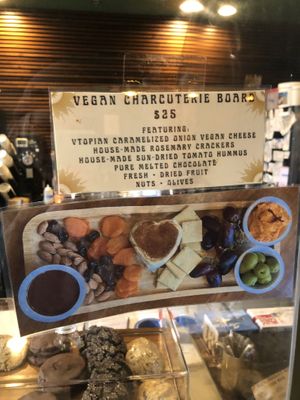 VEGAN CHARCUTERIE BOARD
$25
FEATURING:
VTOPIAN CARAMELIZED ONION VEGAN CHEESE
HOUSE-MADE ROSEMARY CRACKERS
HOUSE-MADE SUN-DRIED TOMATO HUMMUS
PURE MELTED CHOCOLATE
FRESH - DRIED FRUIT
NUTS - OLIVES